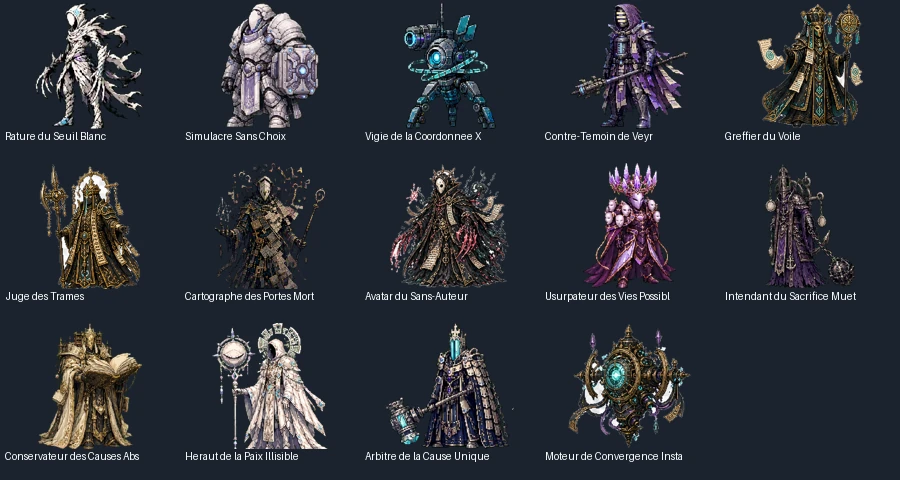 Rature du Seuil Blanc
Simulacre Sans Choix
Vigie de la Coordonnee X
Contre-Temoin de Veyr
Greffier du Voile
Juge des Trames
Cartographe des Portes Mort
Avatar du Sans-Auteur
Usurpateur des Vies Possibl
Intendant du Sacrifice Muet
Conservateur des Causes Abs
Heraut de la Paix Illisible
Arbitre de la Cause Unique
Moteur de Convergence Insta